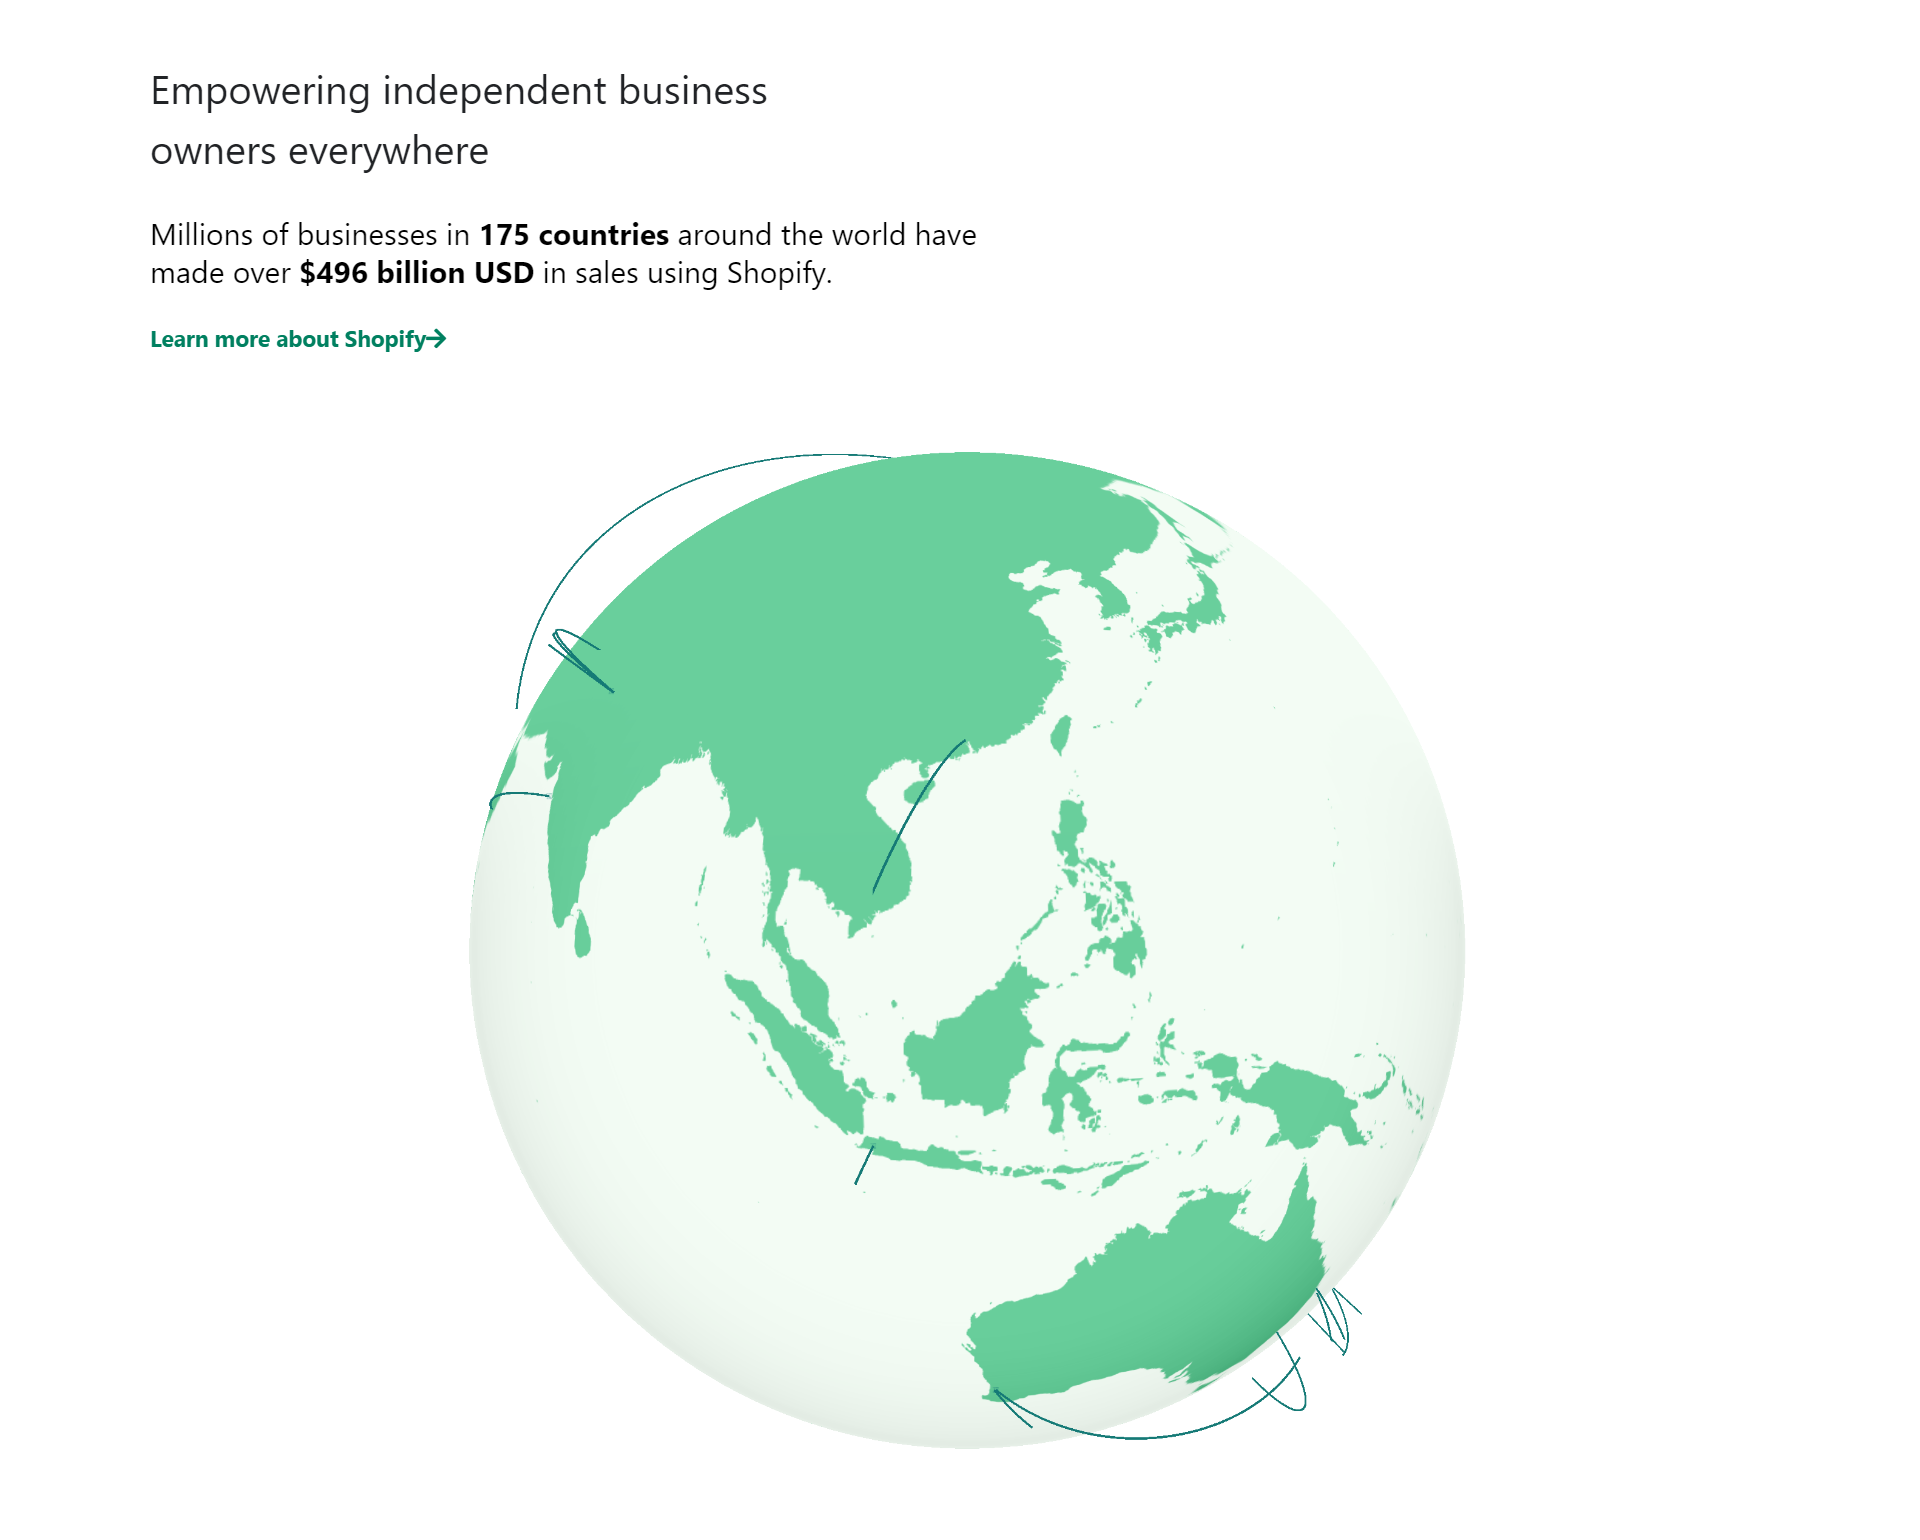 Empowering independent business
owners everywhere
Millions of businesses in 175 countries around the world have
made over $496 billion USD in sales using Shopify.
Learn more about Shopify→